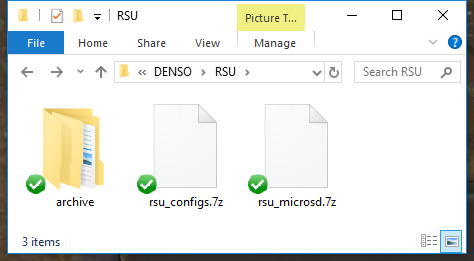 RSU
Picture T...
File Home Share View Manage
« DENSO › RSU › Search RSU
archive rsu_configs.7z rsu_microsd.7z
3 items